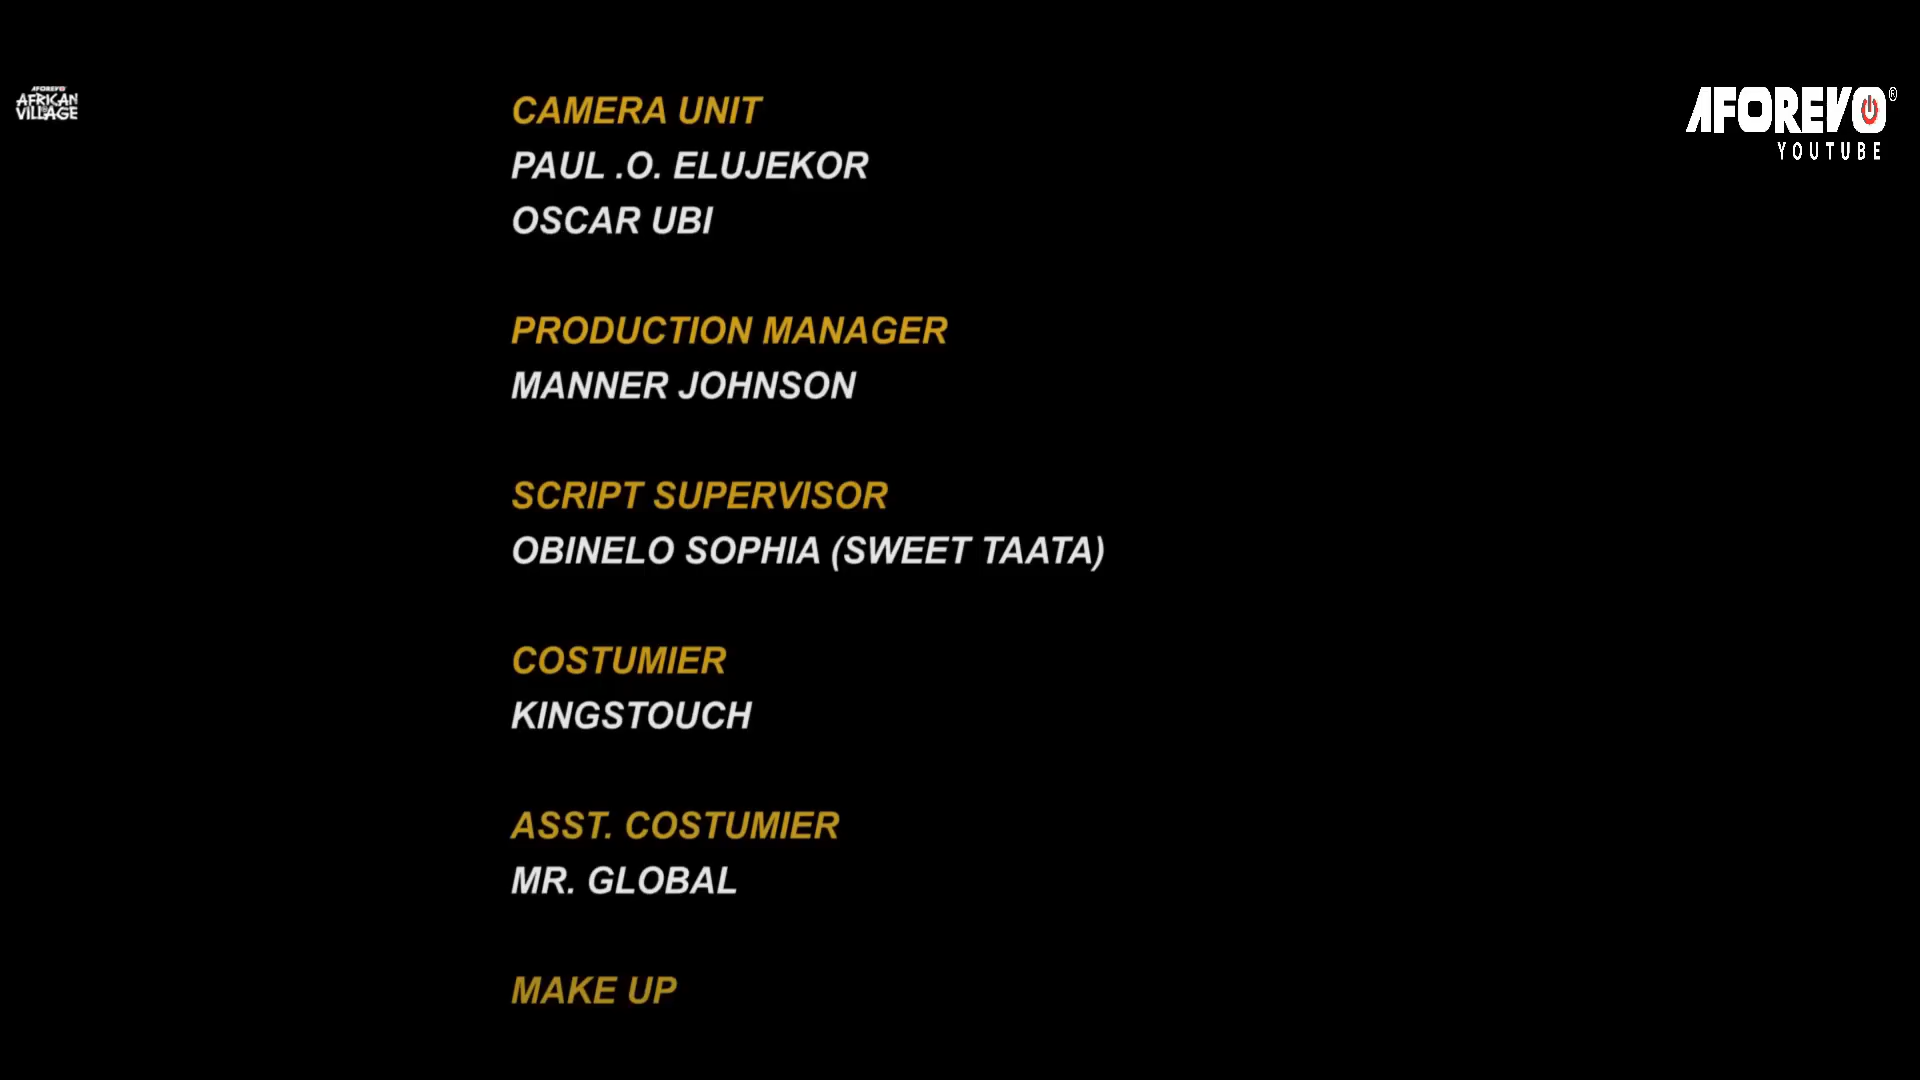 AFOREVO
AFRICAN
VILLAGE
AFOREVO®
YOUTUBE
CAMERA UNIT
PAUL .O. ELUJEKOR
OSCAR UBI
PRODUCTION MANAGER
MANNER JOHNSON
SCRIPT SUPERVISOR
OBINELO SOPHIA (SWEET TAATA)
COSTUMIER
KINGSTOUCH
ASST. COSTUMIER
MR. GLOBAL
MAKE UP